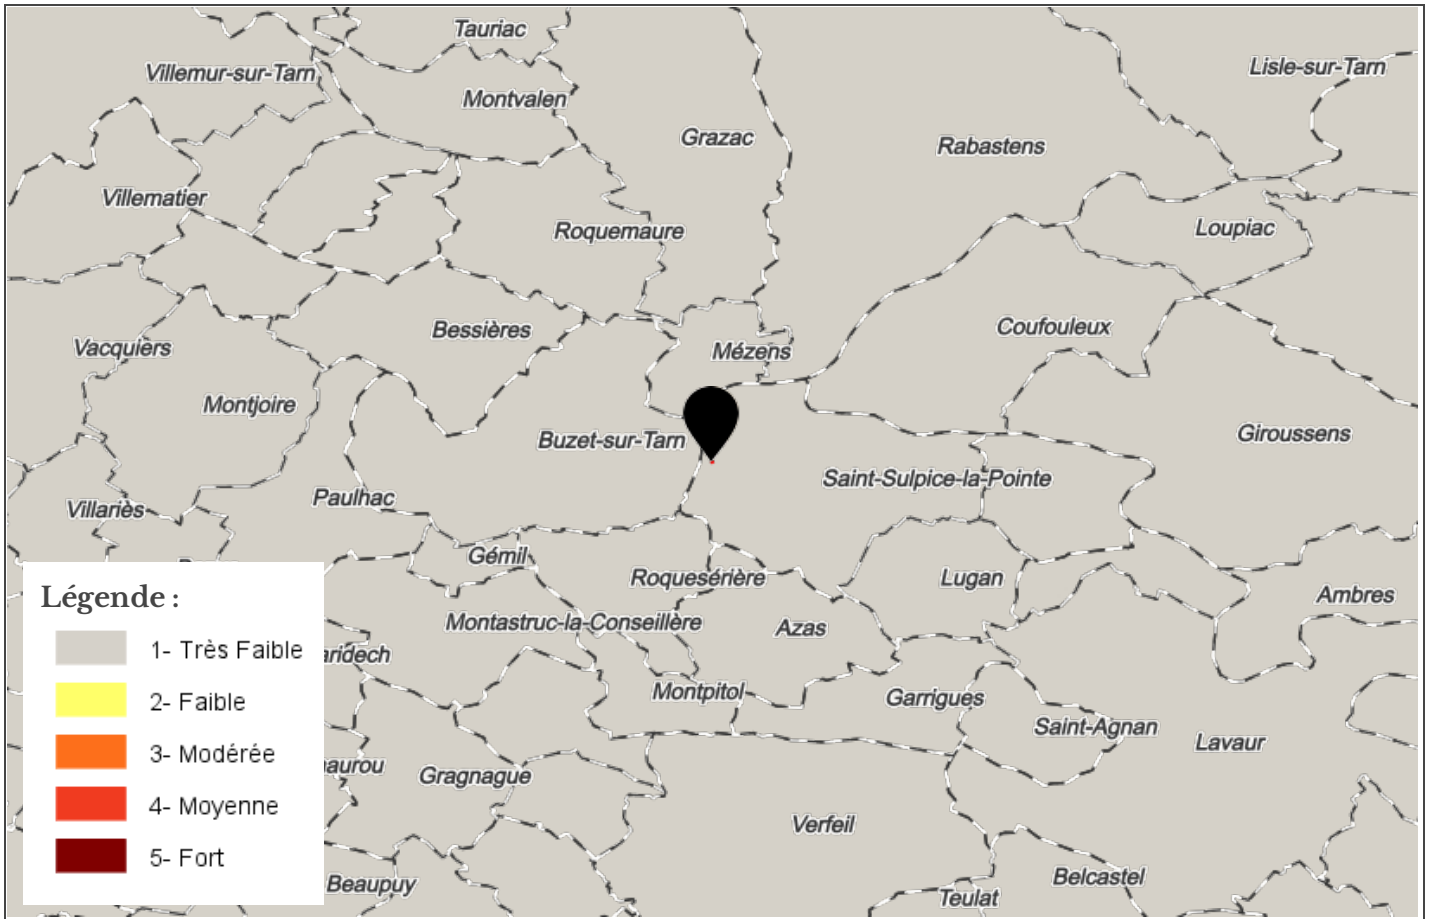 Tauriac
Villemur-sur-Tarn
Lisle-sur-Tarn
Montvalen
Grazac
Rabastens
Villematier
Roquemaure
Loupiac
Bessières
Coufouleux
Vacquiers
Mézens
Montjoire
Buzet-sur-Tarn
Giroussens
Saint-Sulpice-la-Pointe
Paulhac
Villariès
Gémil
Roquesérière
Lugan
Ambres
Légende :
Montastruc-la-Conseillère
Azas
1- Très Faible
aridech
Montpitol
Garrigues
2- Faible
Saint-Agnan
Lavaur
3- Modérée
aurou
Gragnague
4- Moyenne
Verfeil
5- Fort
Beaupuy
Belcastel
Teulat